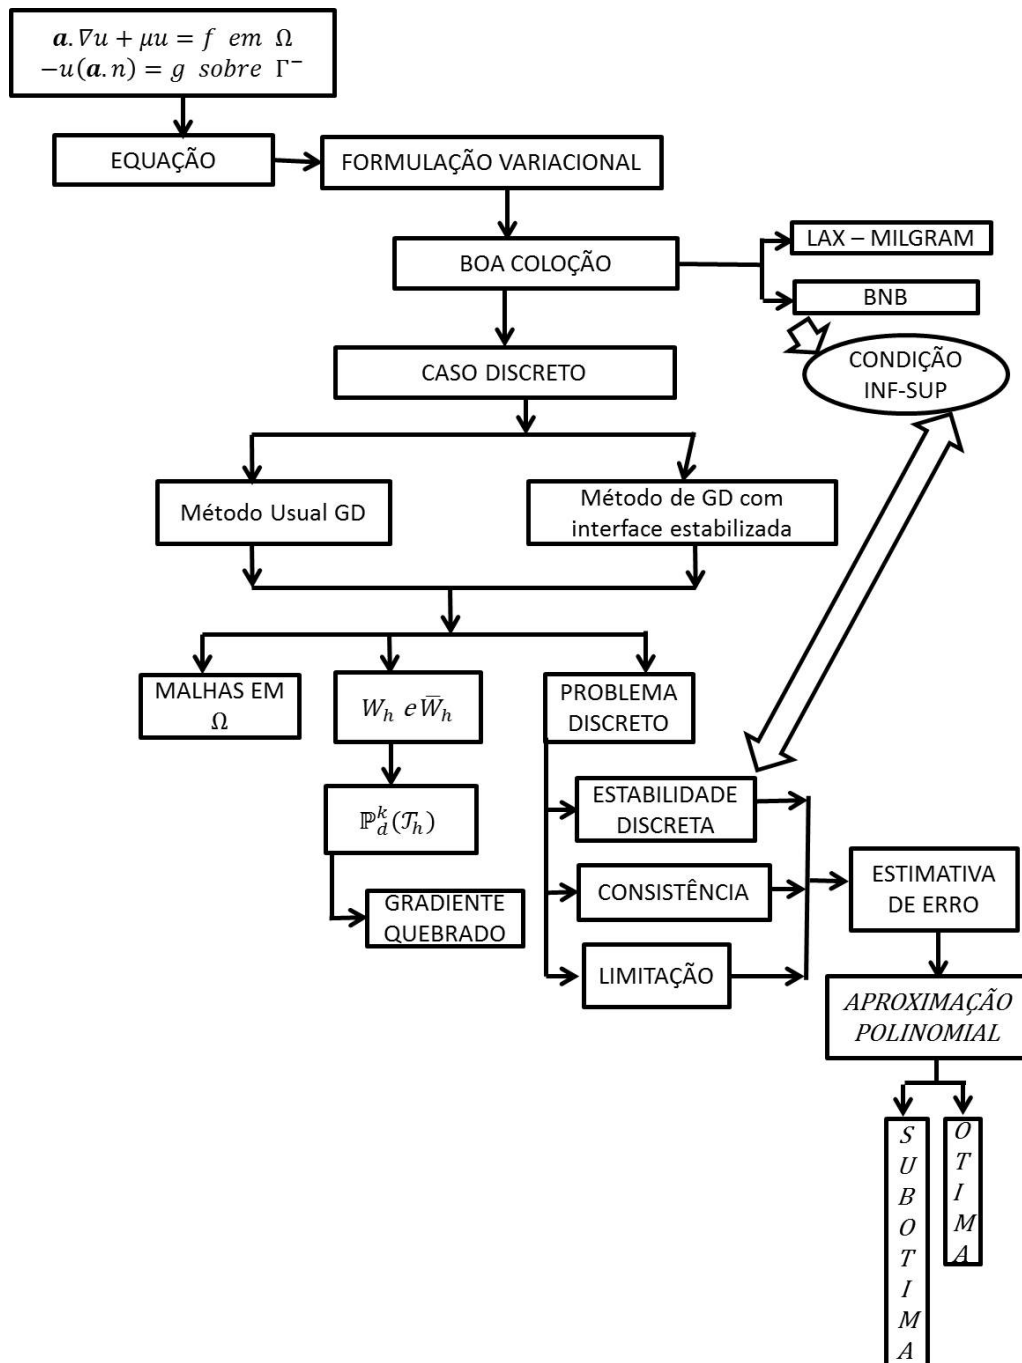 a.∇u + μu = f em Ω
−u(a.n) = g sobre Γ⁻
EQUAÇÃO
FORMULAÇÃO VARIACIONAL
BOA COLOÇÃO
LAX – MILGRAM
BNB
CONDIÇÃO
INF-SUP
CASO DISCRETO
Método Usual GD
Método de GD com
interface estabilizada
MALHAS EM
Ω
W_h e W̅_h
PROBLEMA
DISCRETO
ℙ_d^k(𝒯_h)
GRADIENTE
QUEBRADO
ESTABILIDADE
DISCRETA
CONSISTÊNCIA
LIMITAÇÃO
ESTIMATIVA
DE ERRO
APROXIMAÇÃO
POLINOMIAL
SUBOTIMA
OTIMA